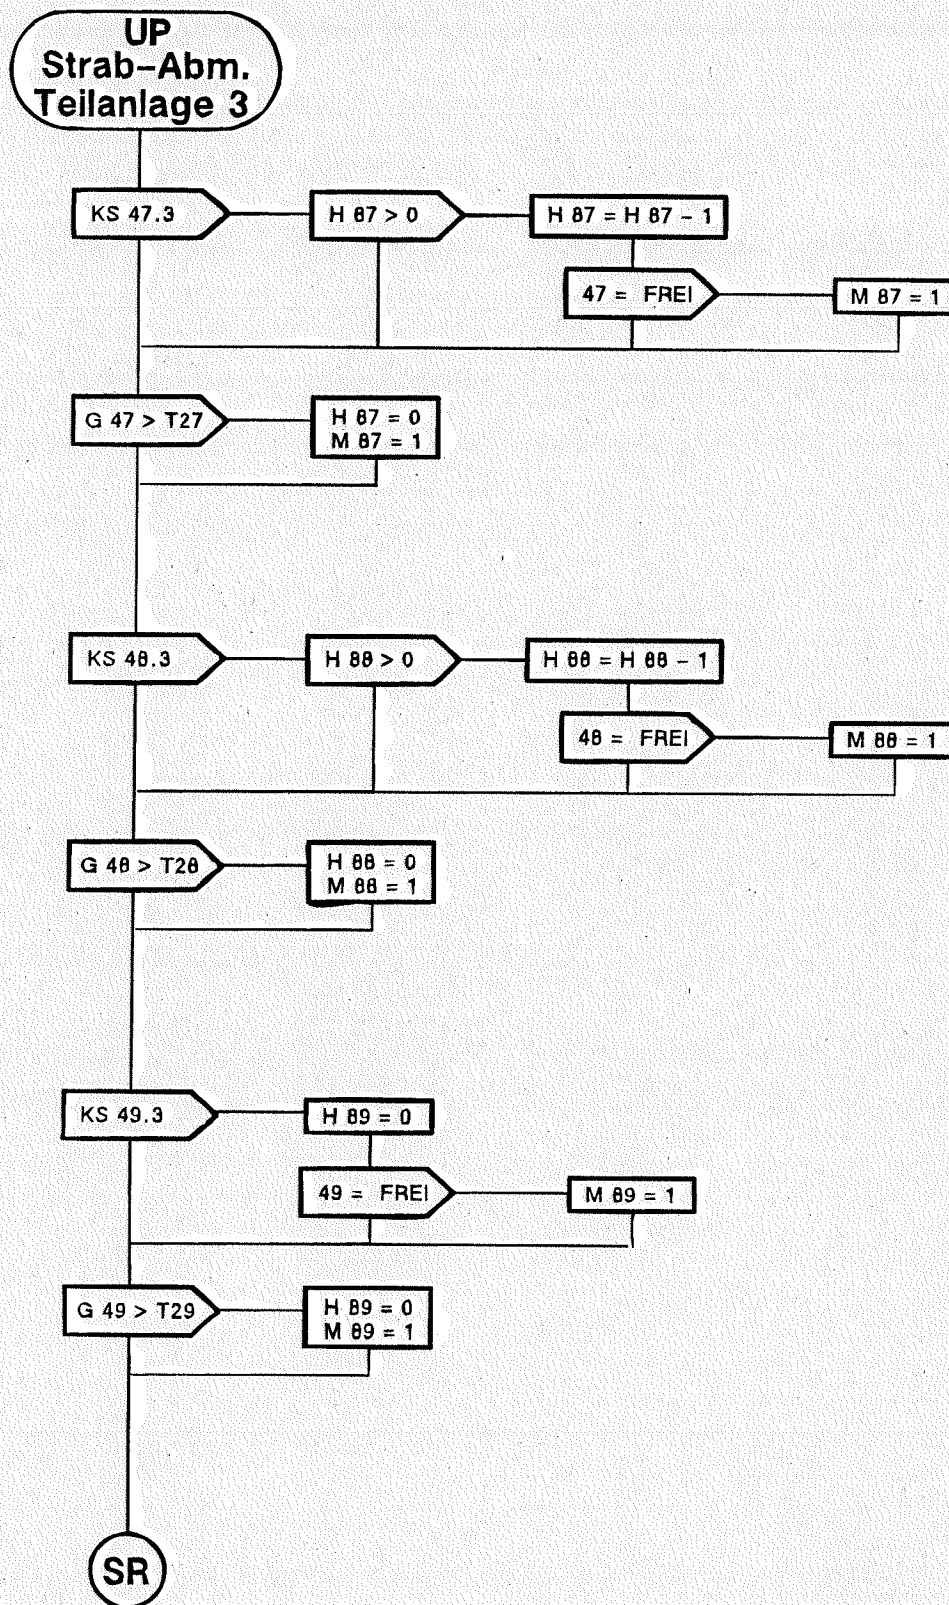 UP
Strab-Abm.
Teilanlage 3
KS 47.3
H 87 > 0
H 87 = H 87 - 1
47 = FREI
M 87 = 1
G 47 > T27
H 87 = 0
M 87 = 1
KS 48.3
H 88 > 0
H 88 = H 88 - 1
48 = FREI
M 88 = 1
G 48 > T28
H 88 = 0
M 88 = 1
KS 49.3
H 89 = 0
49 = FREI
M 89 = 1
G 49 > T29
H 89 = 0
M 89 = 1
SR